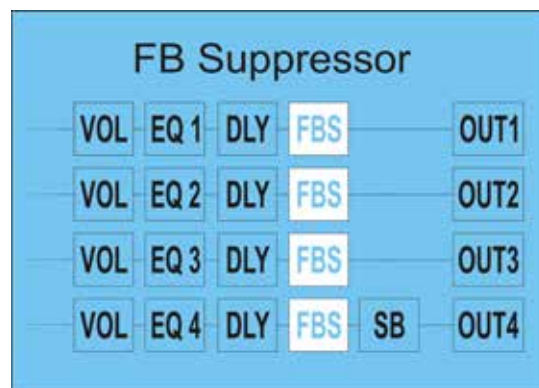 FB Suppressor
VOL EQ 1 DLY FBS OUT1
VOL EQ 2 DLY FBS OUT2
VOL EQ 3 DLY FBS OUT3
VOL EQ 4 DLY FBS SB OUT4